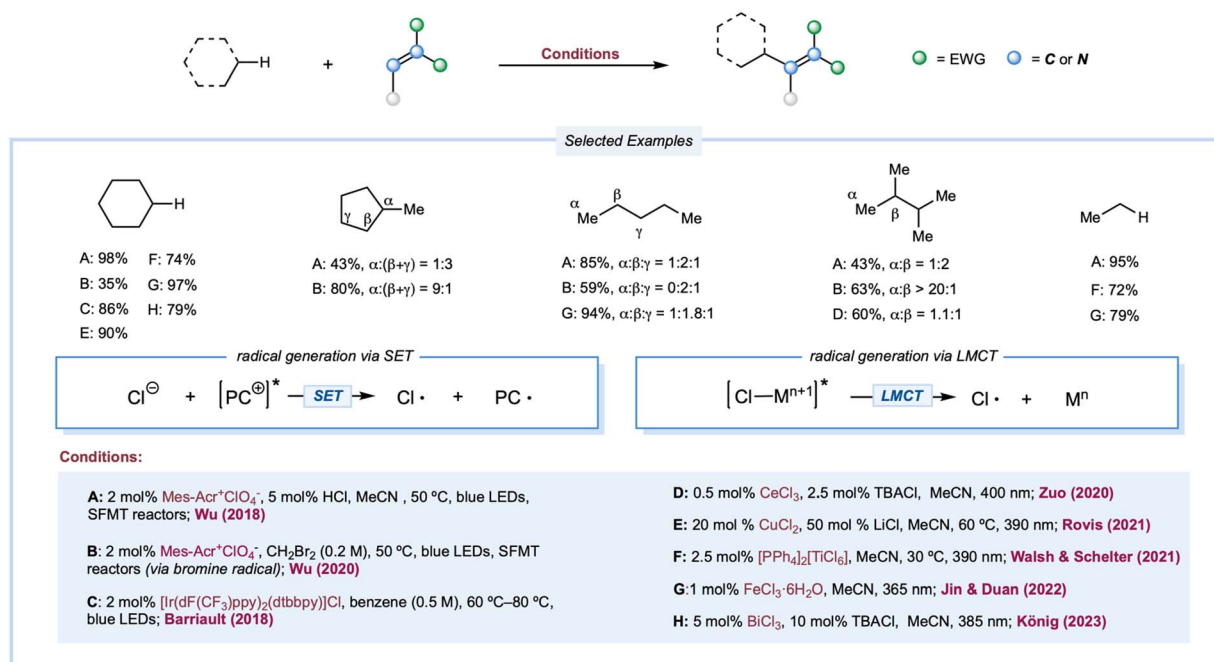 H
+
Conditions
= EWG
= C or N
Selected Examples
H
A: 98% F: 74%
B: 35% G: 97%
C: 86% H: 79%
E: 90%
α
Me
γ β
A: 43%, α:(β+γ) = 1:3
B: 80%, α:(β+γ) = 9:1
α β
Me Me
γ
A: 85%, α:β:γ = 1:2:1
B: 59%, α:β:γ = 0:2:1
G: 94%, α:β:γ = 1:1.8:1
Me
α Me
Me β
Me
A: 43%, α:β = 1:2
B: 63%, α:β > 20:1
D: 60%, α:β = 1.1:1
Me H
A: 95%
F: 72%
G: 79%
radical generation via SET
Cl⊖ + [PC⊕]* SET Cl· + PC·
radical generation via LMCT
[Cl—Mⁿ⁺¹]* LMCT Cl· + Mⁿ
Conditions:
A: 2 mol% Mes-Acr⁺ClO₄⁻, 5 mol% HCl, MeCN , 50 ºC, blue LEDs,
SFMT reactors; Wu (2018)
B: 2 mol% Mes-Acr⁺ClO₄⁻, CH₂Br₂ (0.2 M), 50 ºC, blue LEDs, SFMT
reactors (via bromine radical); Wu (2020)
C: 2 mol% [Ir(dF(CF₃)ppy)₂(dtbbpy)]Cl, benzene (0.5 M), 60 ºC–80 ºC,
blue LEDs; Barriault (2018)
D: 0.5 mol% CeCl₃, 2.5 mol% TBACl, MeCN, 400 nm; Zuo (2020)
E: 20 mol % CuCl₂, 50 mol % LiCl, MeCN, 60 ºC, 390 nm; Rovis (2021)
F: 2.5 mol% [PPh₄]₂[TiCl₆], MeCN, 30 ºC, 390 nm; Walsh & Schelter (2021)
G:1 mol% FeCl₃·6H₂O, MeCN, 365 nm; Jin & Duan (2022)
H: 5 mol% BiCl₃, 10 mol% TBACl, MeCN, 385 nm; König (2023)